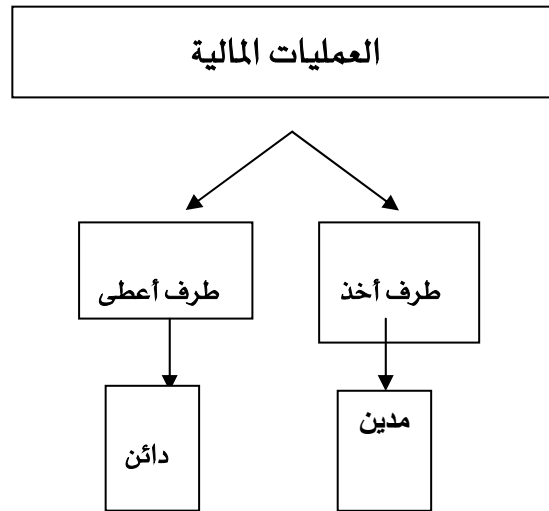 العمليات المالية
طرف أخذ
طرف أعطى
مدين
دائن